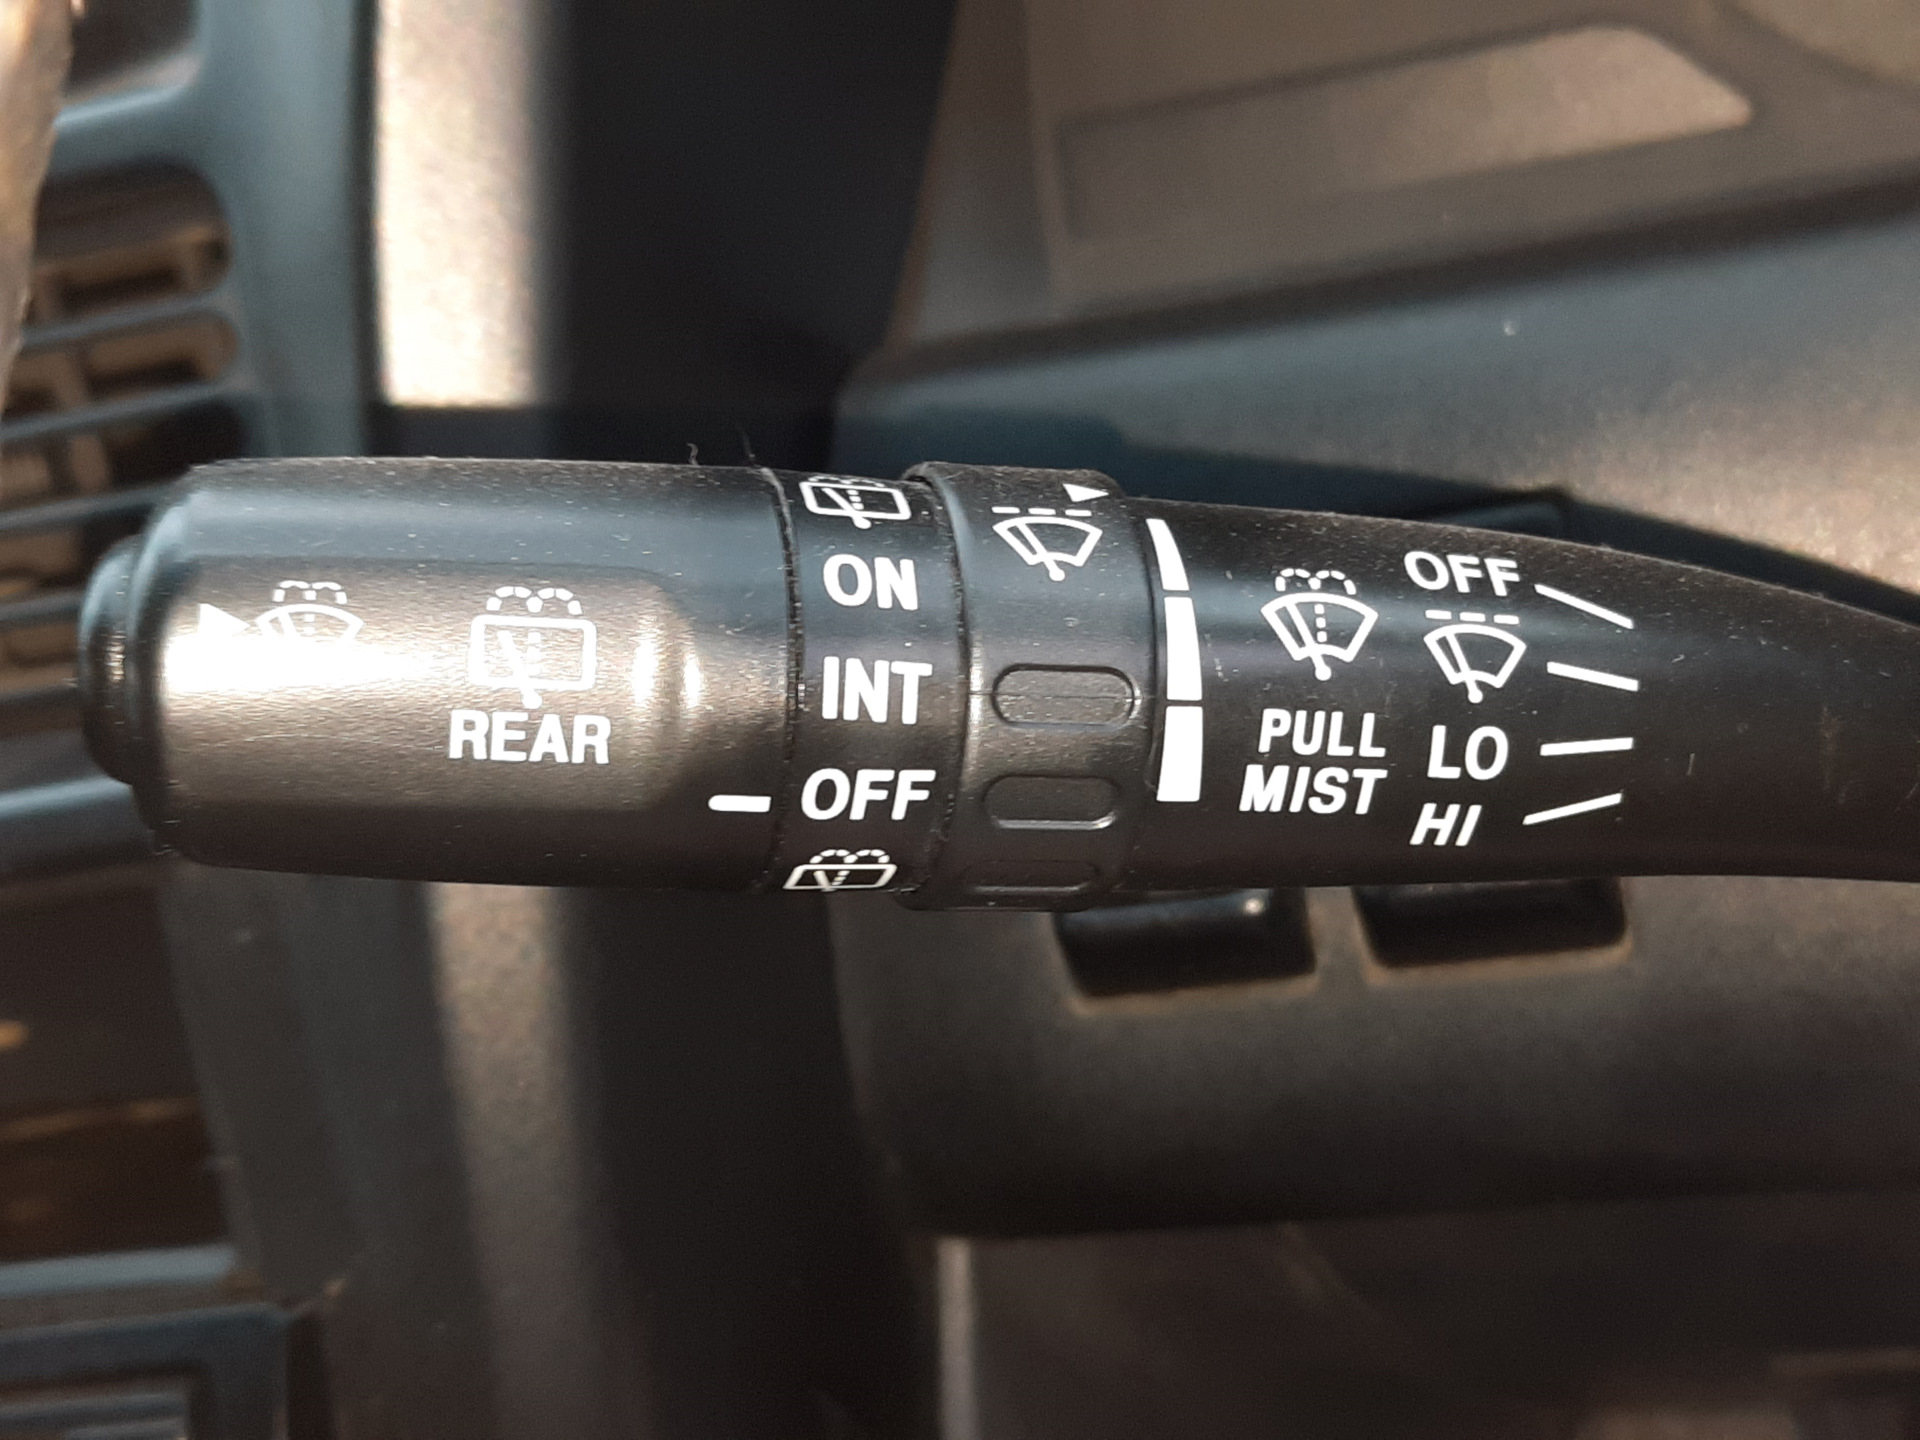 REAR
ON
INT
OFF
PULL
MIST
OFF
LO
HI